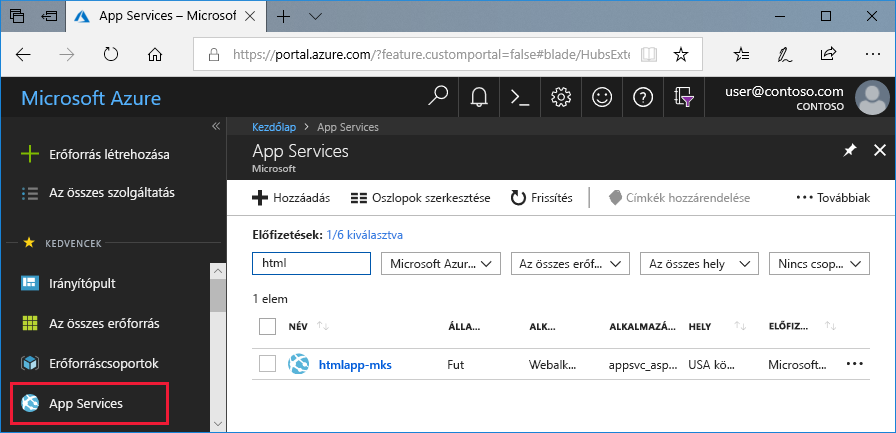 App Services – Microsof
https://portal.azure.com/?feature.customportal=false#blade/HubsExte
Microsoft Azure
user@contoso.com
CONTOSO
Kezdőlap > App Services
Erőforrás létrehozása
Az összes szolgáltatás
KEDVENCEK
Irányítópult
Az összes erőforrás
Erőforráscsoportok
App Services
App Services
Microsoft
Hozzáadás Oszlopok szerkesztése Frissítés Címkék hozzárendelése ••• Továbbiak
Előfizetések: 1/6 kiválasztva
html Microsoft Azur... Az összes erőf... Az összes hely Nincs csop...
1 elem
NÉV ÁLLA... ALK... ALKALMAZÁ... HELY ELŐFIZ...
htmlapp-mks Fut Webalk... appsvc_asp... USA kö... Microsoft... •••